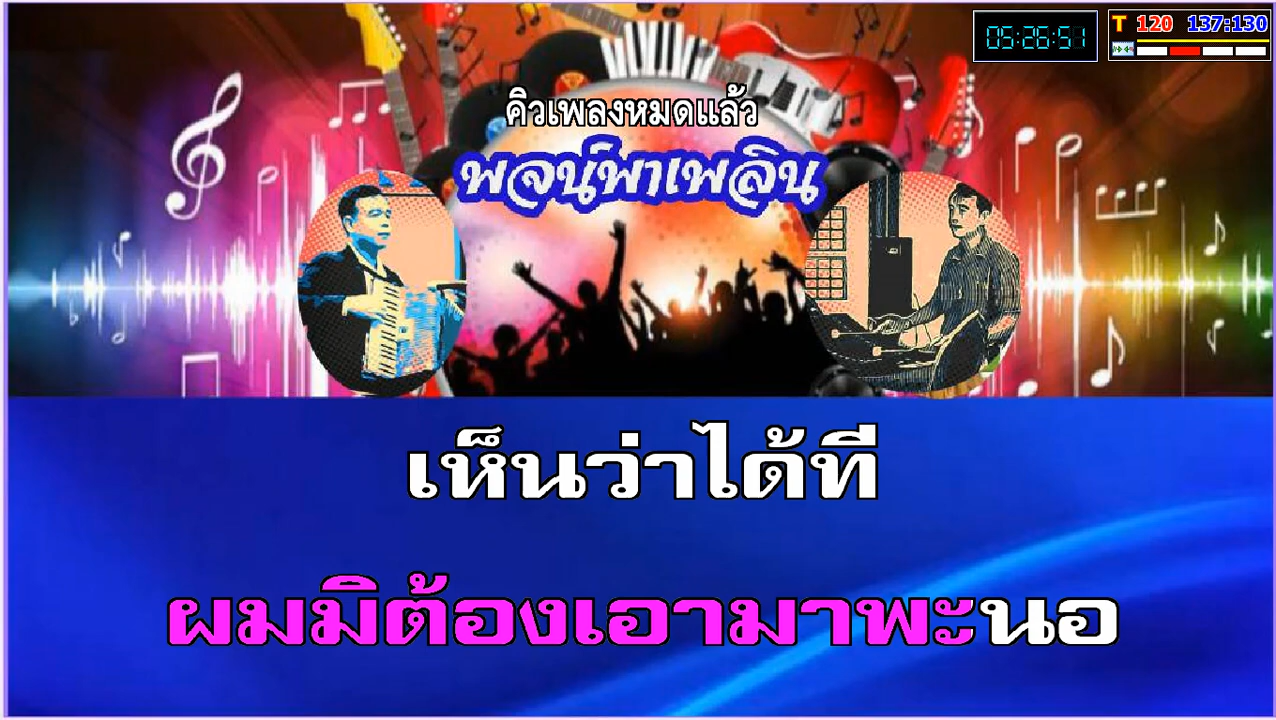 05:26:51
T 120 137:130
คิวเพลงหมดแล้ว
พจน์พาเพลิน
เห็นว่าได้ที
ผมมิต้องเอามาพะนอ